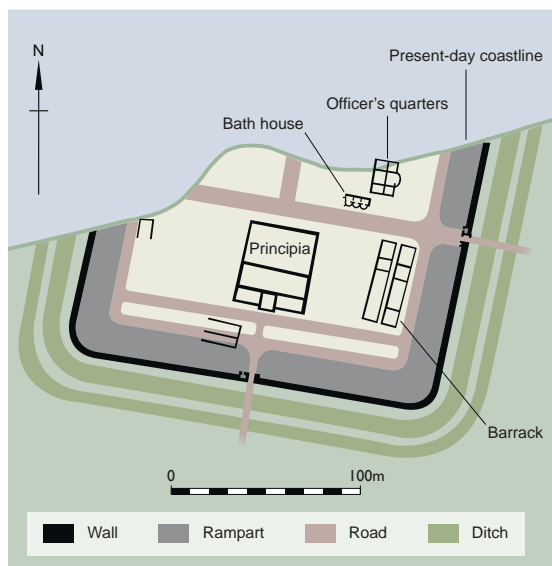 N
Present-day coastline
Officer's quarters
Bath house
Principia
Barrack
0 100m
Wall Rampart Road Ditch